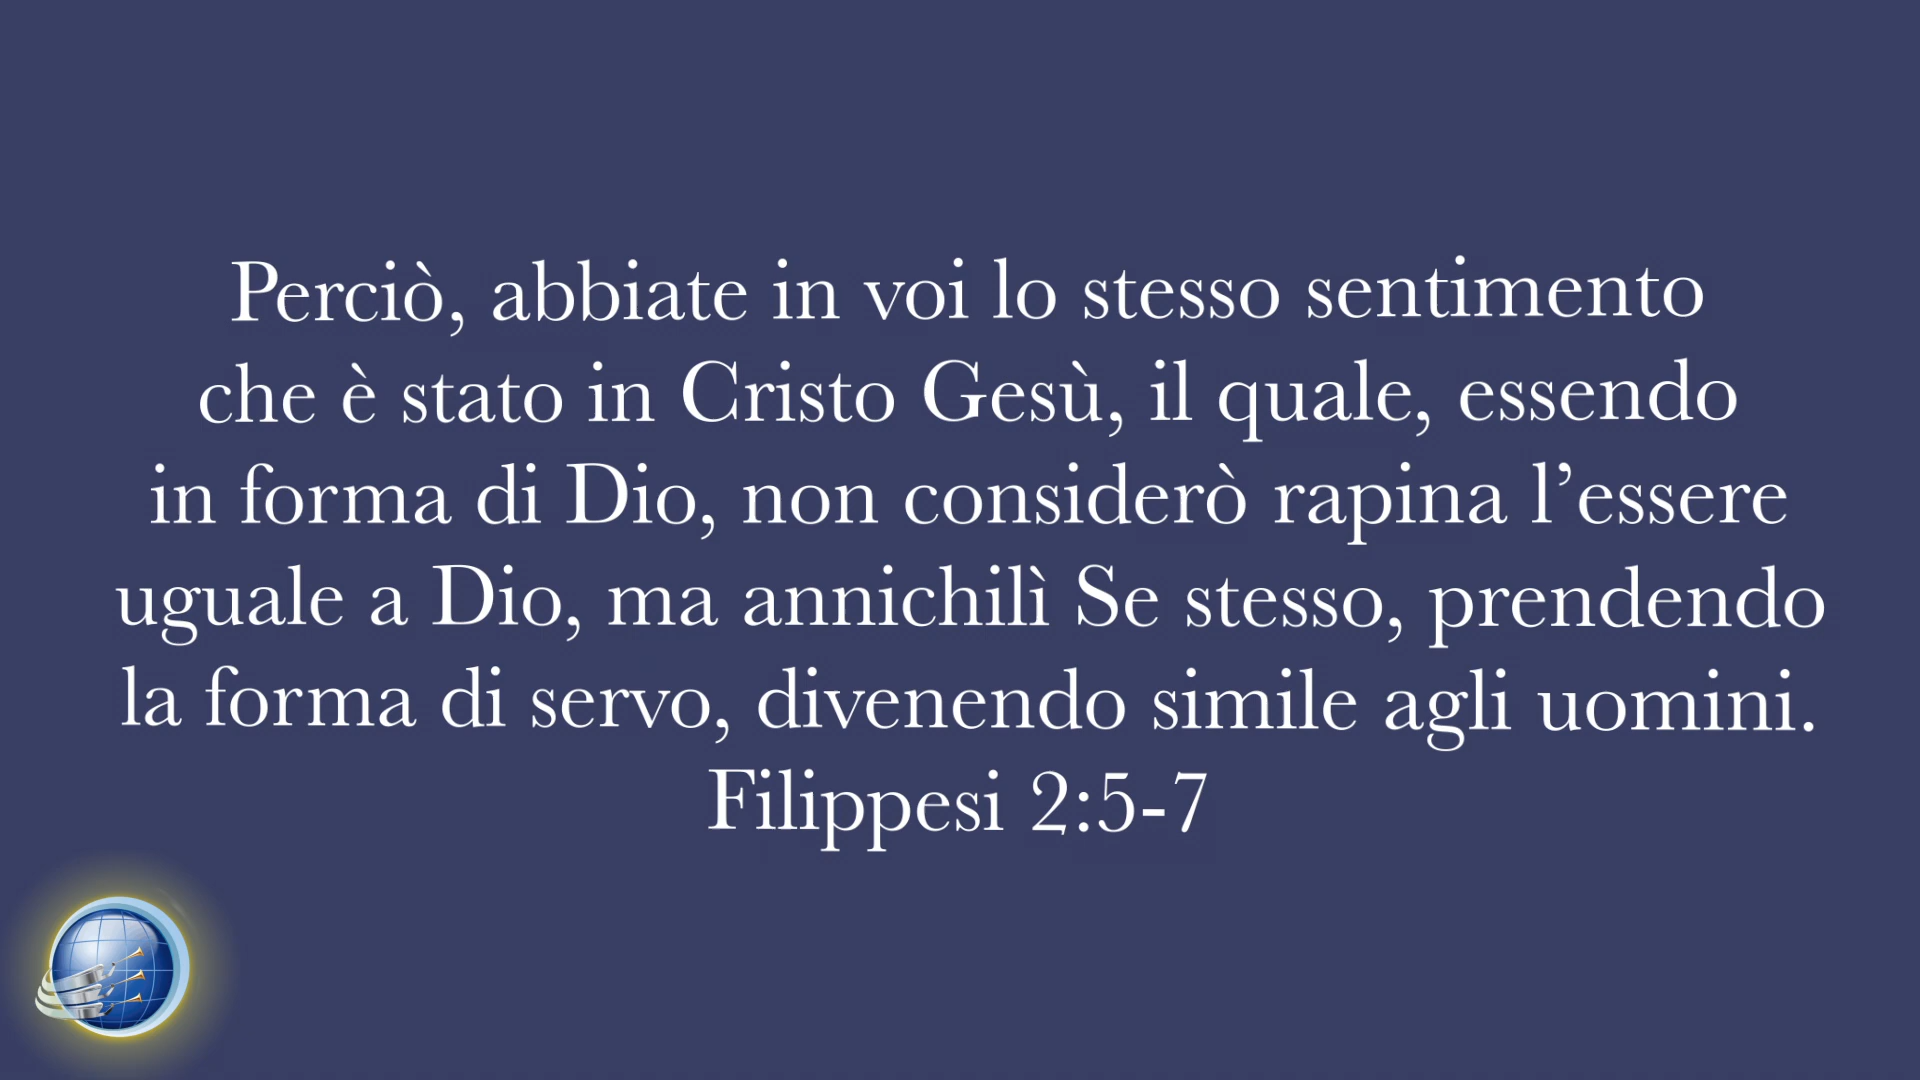 Perciò, abbiate in voi lo stesso sentimento
che è stato in Cristo Gesù, il quale, essendo
in forma di Dio, non considerò rapina l’essere
uguale a Dio, ma annichilì Se stesso, prendendo
la forma di servo, divenendo simile agli uomini.
Filippesi 2:5-7